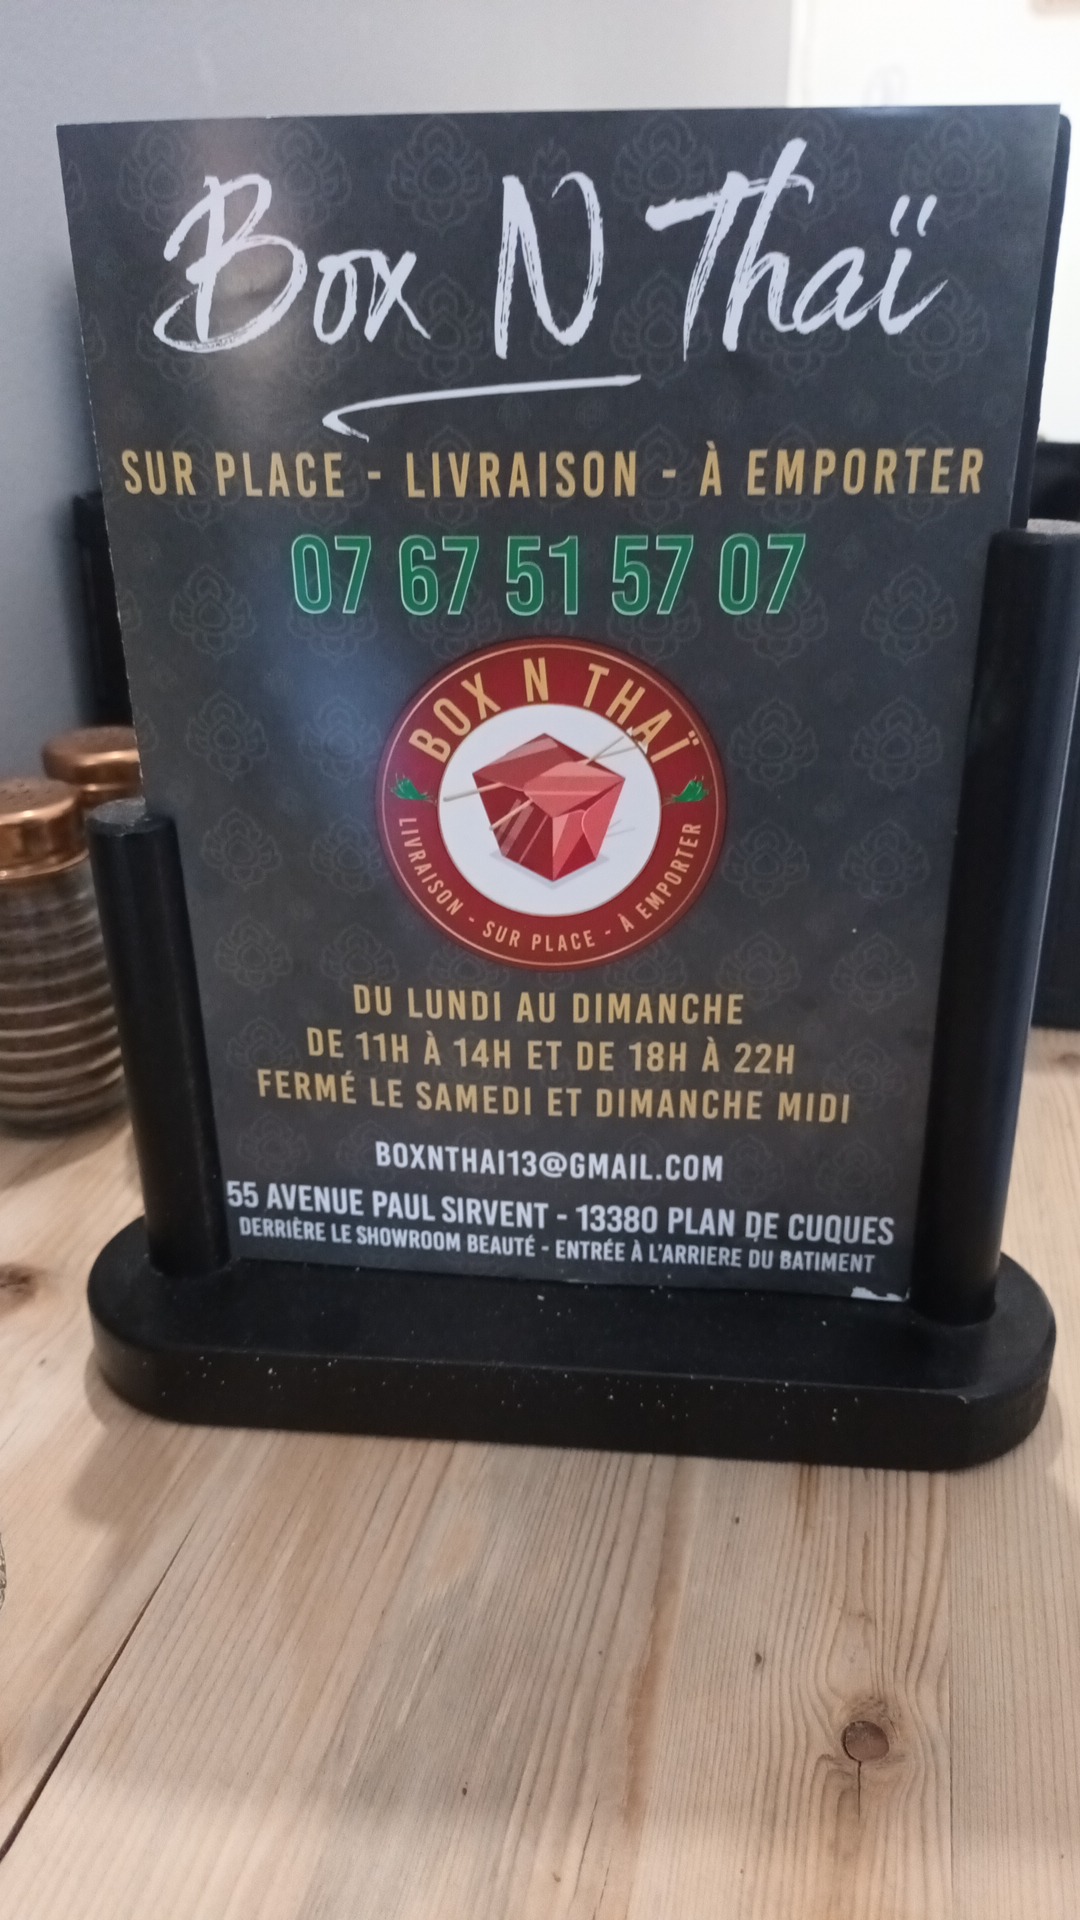 Box N Thaï
SUR PLACE - LIVRAISON - À EMPORTER
07 67 51 57 07
BOX N THAÏ
LIVRAISON - SUR PLACE - À EMPORTER
DU LUNDI AU DIMANCHE
DE 11H À 14H ET DE 18H À 22H
FERMÉ LE SAMEDI ET DIMANCHE MIDI
BOXNTHAI13@GMAIL.COM
55 AVENUE PAUL SIRVENT - 13380 PLAN DE CUQUES
DERRIÈRE LE SHOWROOM BEAUTÉ - ENTRÉE À L'ARRIERE DU BATIMENT